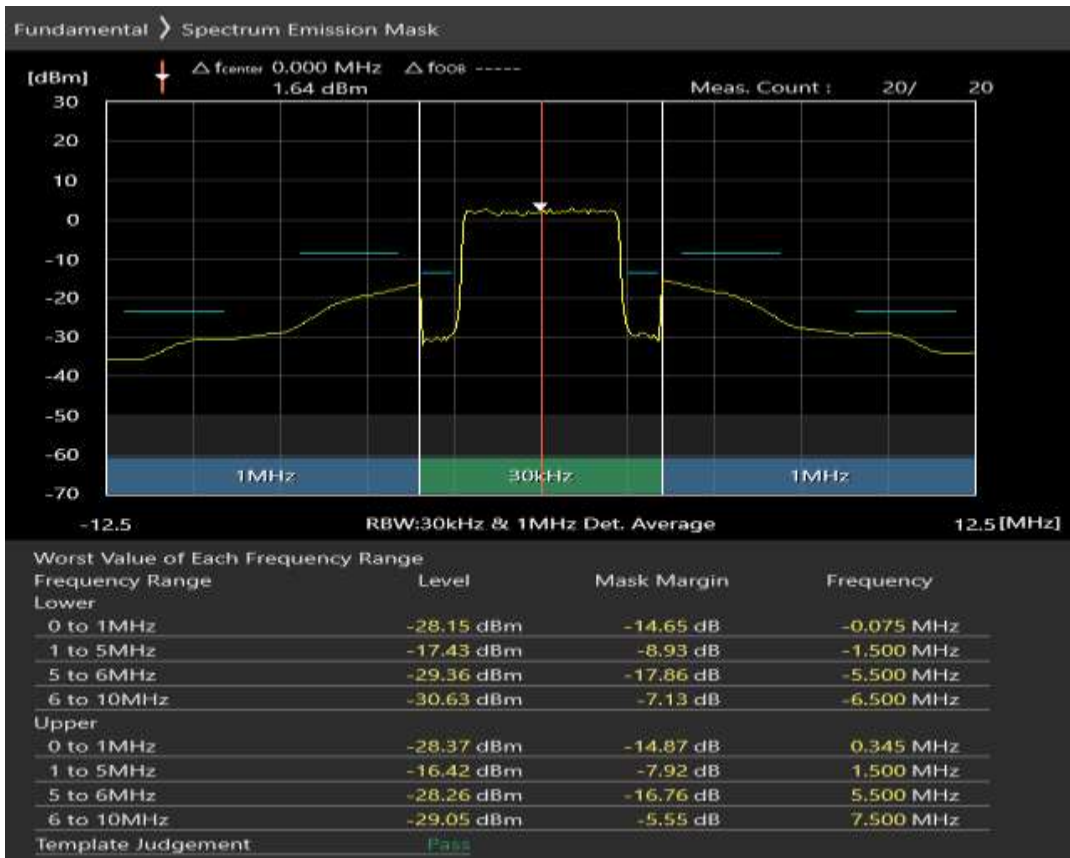 Fundamental ❯ Spectrum Emission Mask
[dBm] △ fcenter 0.000 MHz △ fOOB -----
1.64 dBm Meas. Count : 20/ 20
30
20
10
0
-10
-20
-30
-40
-50
-60
1MHz 30kHz 1MHz
-70
-12.5 RBW:30kHz & 1MHz Det. Average 12.5 [MHz]
Worst Value of Each Frequency Range
Frequency Range Level Mask Margin Frequency
Lower
0 to 1MHz -28.15 dBm -14.65 dB -0.075 MHz
1 to 5MHz -17.43 dBm -8.93 dB -1.500 MHz
5 to 6MHz -29.36 dBm -17.86 dB -5.500 MHz
6 to 10MHz -30.63 dBm -7.13 dB -6.500 MHz
Upper
0 to 1MHz -28.37 dBm -14.87 dB 0.345 MHz
1 to 5MHz -16.42 dBm -7.92 dB 1.500 MHz
5 to 6MHz -28.26 dBm -16.76 dB 5.500 MHz
6 to 10MHz -29.05 dBm -5.55 dB 7.500 MHz
Template Judgement Pass